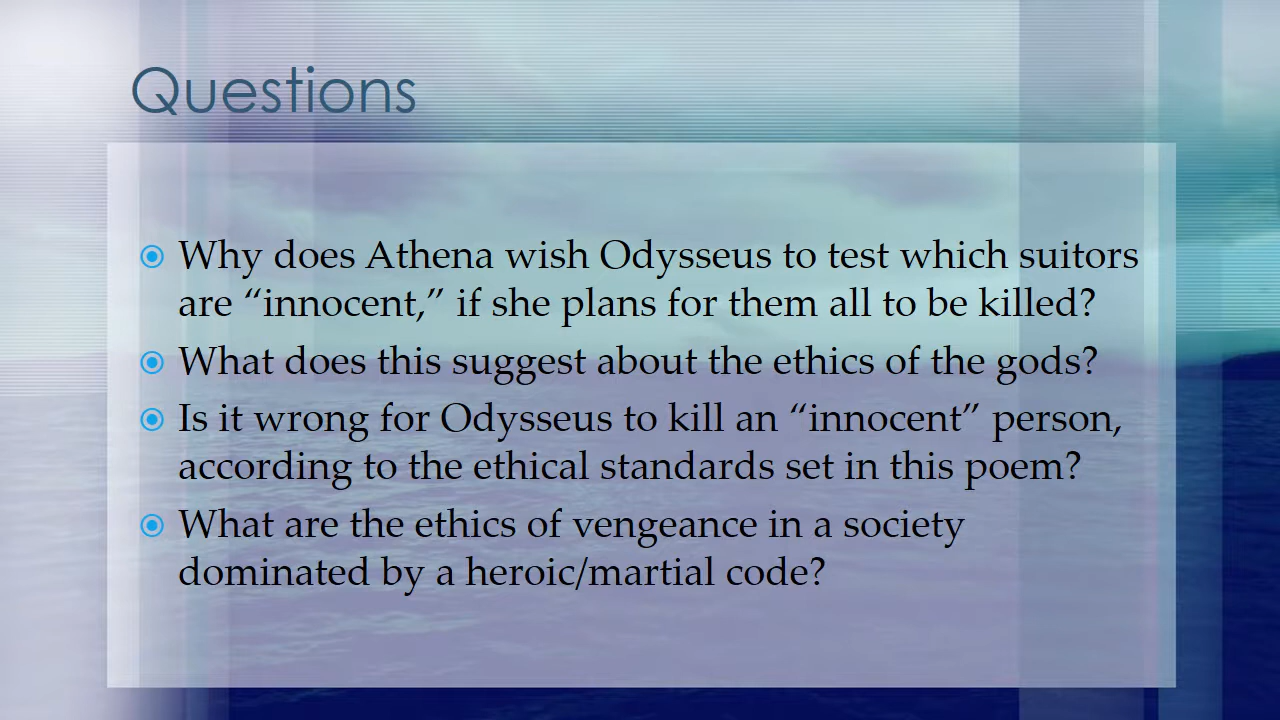 Questions
Why does Athena wish Odysseus to test which suitors
are “innocent,” if she plans for them all to be killed?
What does this suggest about the ethics of the gods?
Is it wrong for Odysseus to kill an “innocent” person,
according to the ethical standards set in this poem?
What are the ethics of vengeance in a society
dominated by a heroic/martial code?